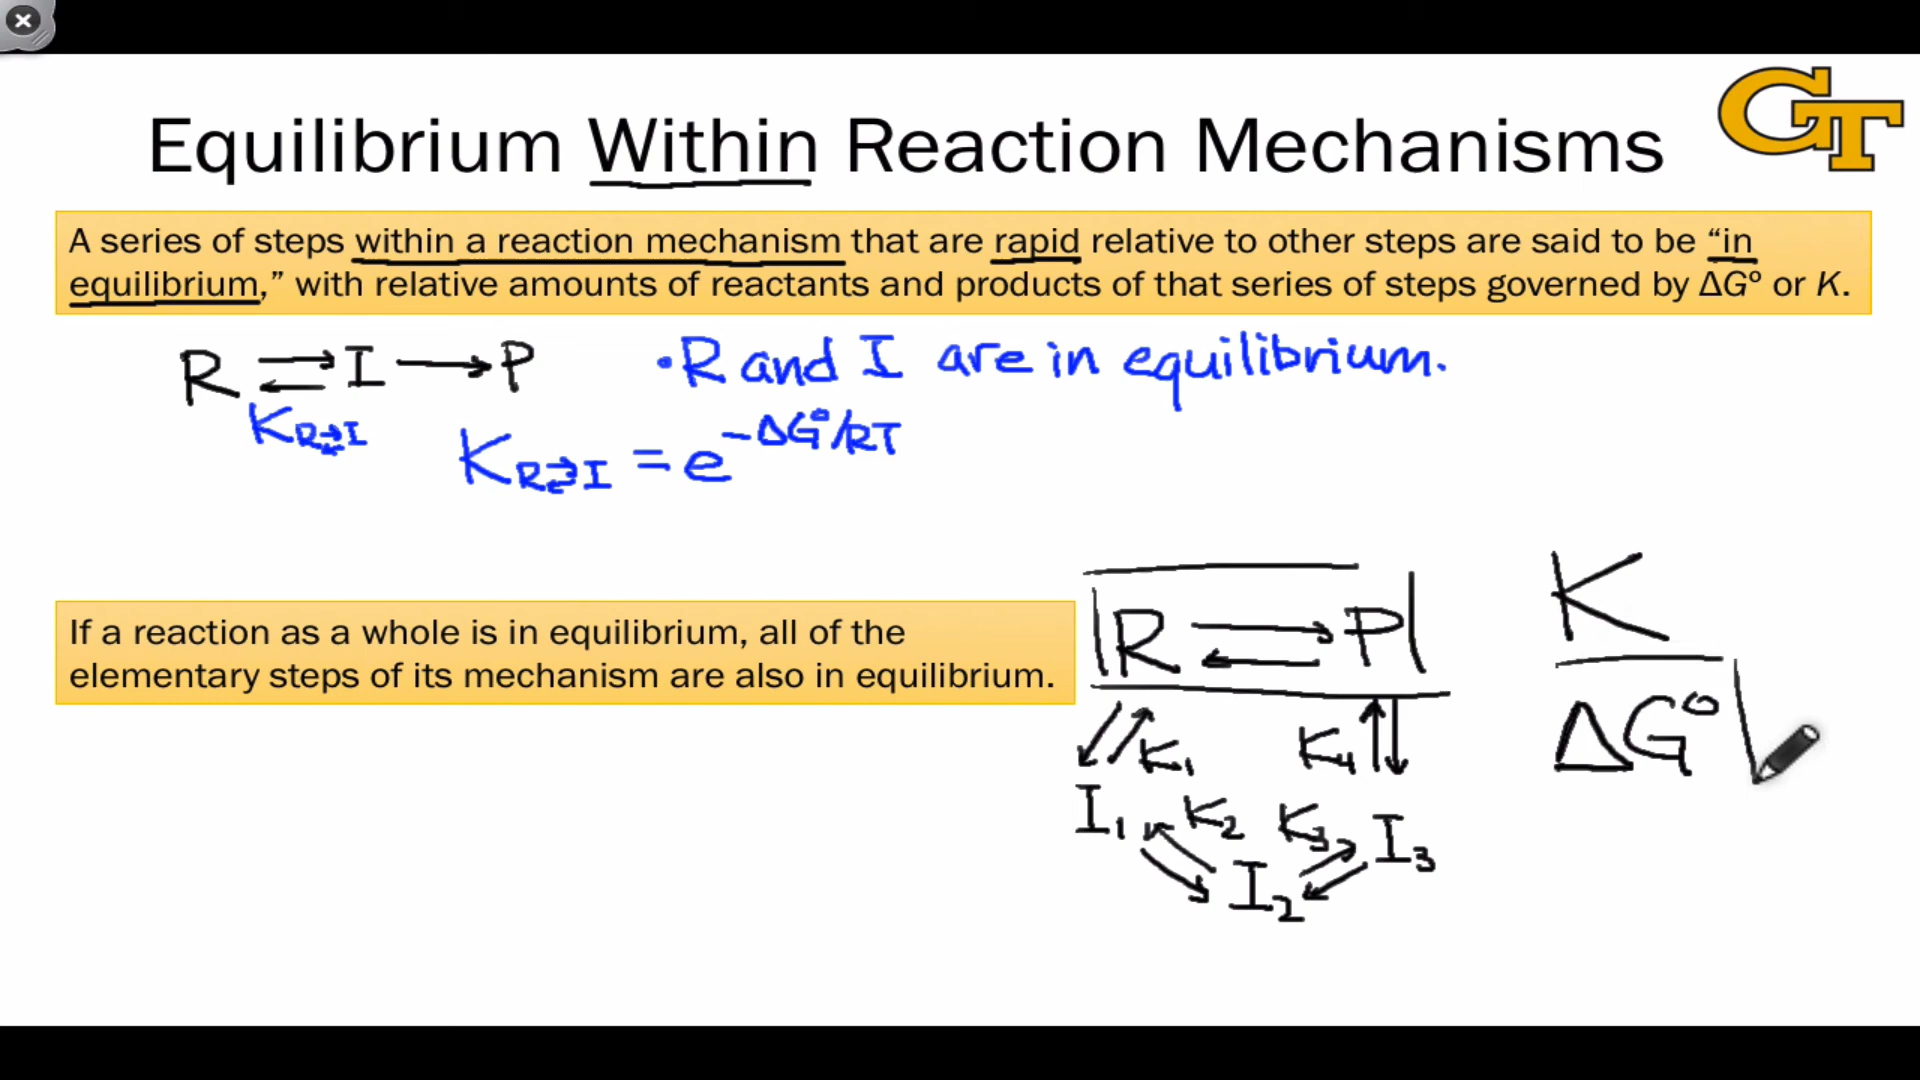 Equilibrium Within Reaction Mechanisms
GT
A series of steps within a reaction mechanism that are rapid relative to other steps are said to be “in
equilibrium,” with relative amounts of reactants and products of that series of steps governed by ΔG° or K.
R ⇌ I → P
• R and I are in equilibrium.
K R⇌I
K R⇌I = e^-ΔG°/RT
If a reaction as a whole is in equilibrium, all of the
elementary steps of its mechanism are also in equilibrium.
R ⇌ P
K
ΔG°
K₁
K₄
I₁
K₂
K₃
I₃
I₂